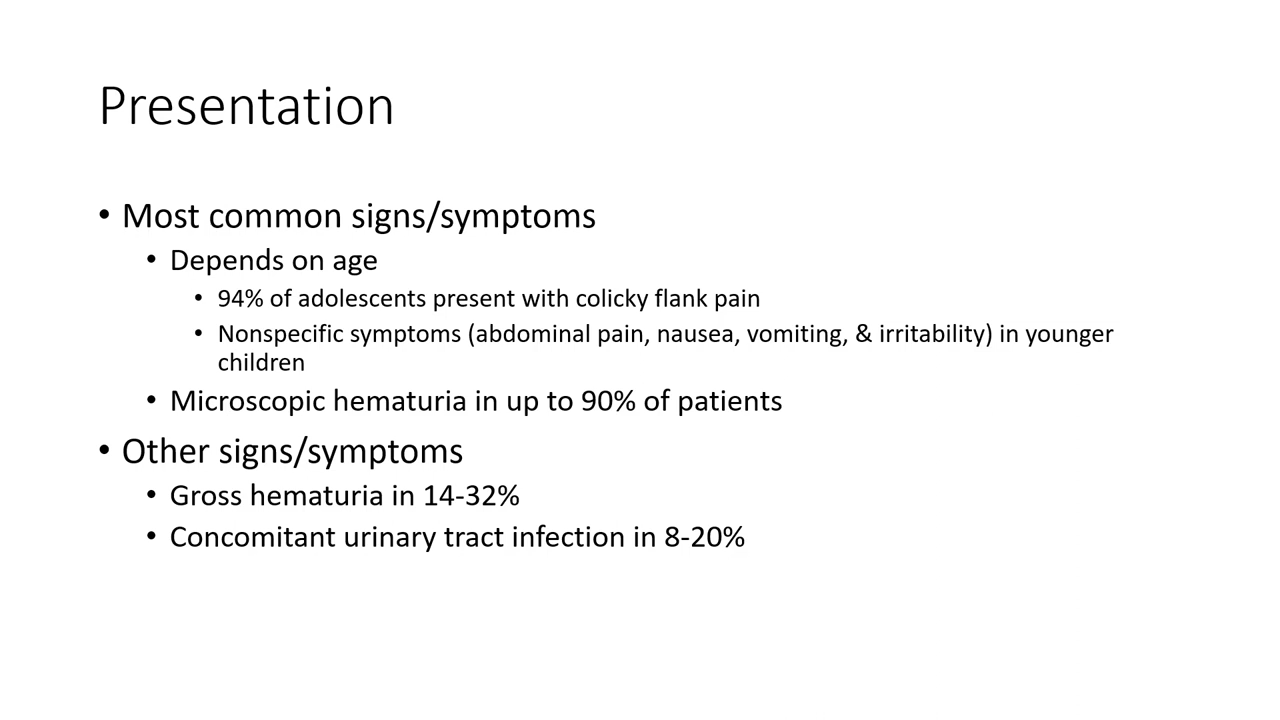 Presentation
• Most common signs/symptoms
• Depends on age
• 94% of adolescents present with colicky flank pain
• Nonspecific symptoms (abdominal pain, nausea, vomiting, & irritability) in younger
children
• Microscopic hematuria in up to 90% of patients
• Other signs/symptoms
• Gross hematuria in 14-32%
• Concomitant urinary tract infection in 8-20%